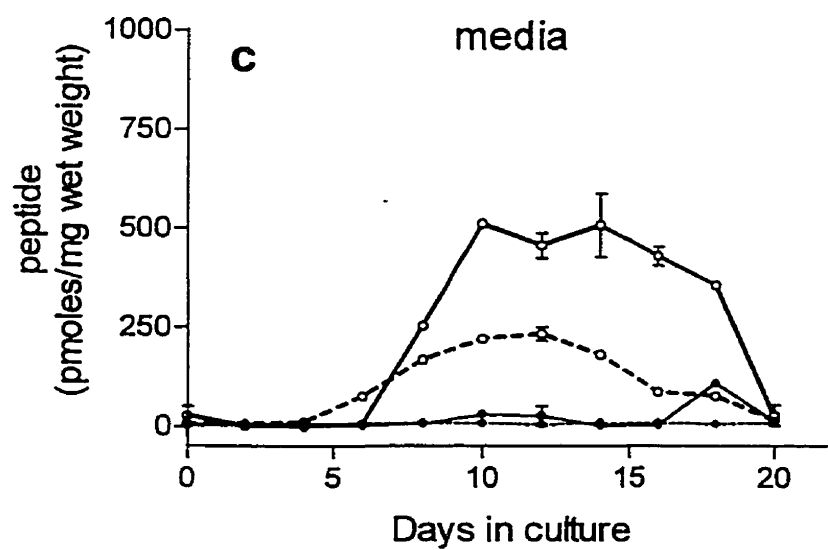 c
media
peptide
(pmoles/mg wet weight)
1000
750
500
250
0
0 5 10 15 20
Days in culture